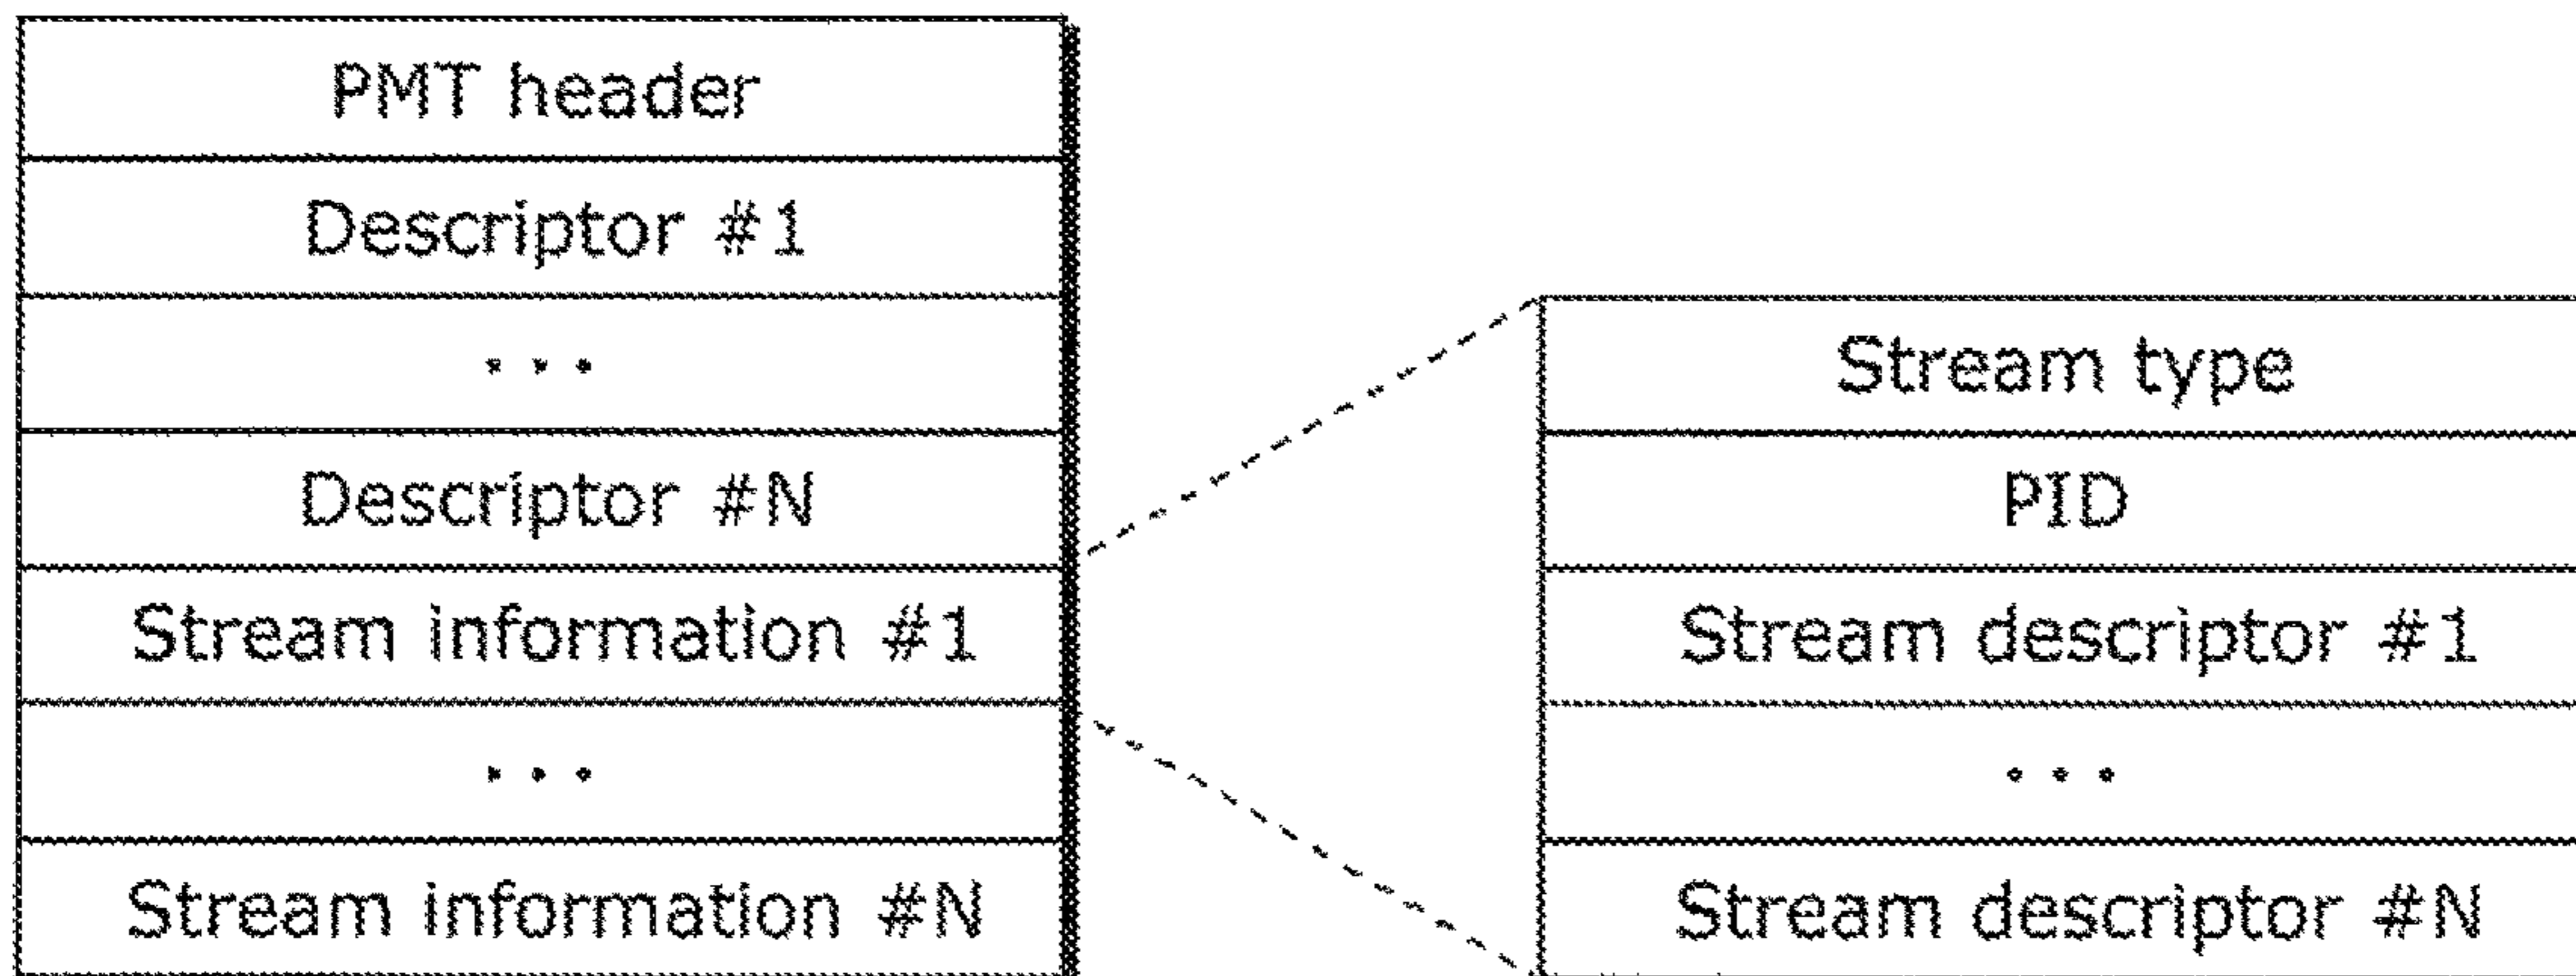 PMT header
Descriptor #1
...
Descriptor #N
Stream information #1
...
Stream information #N
Stream type
PID
Stream descriptor #1
...
Stream descriptor #N